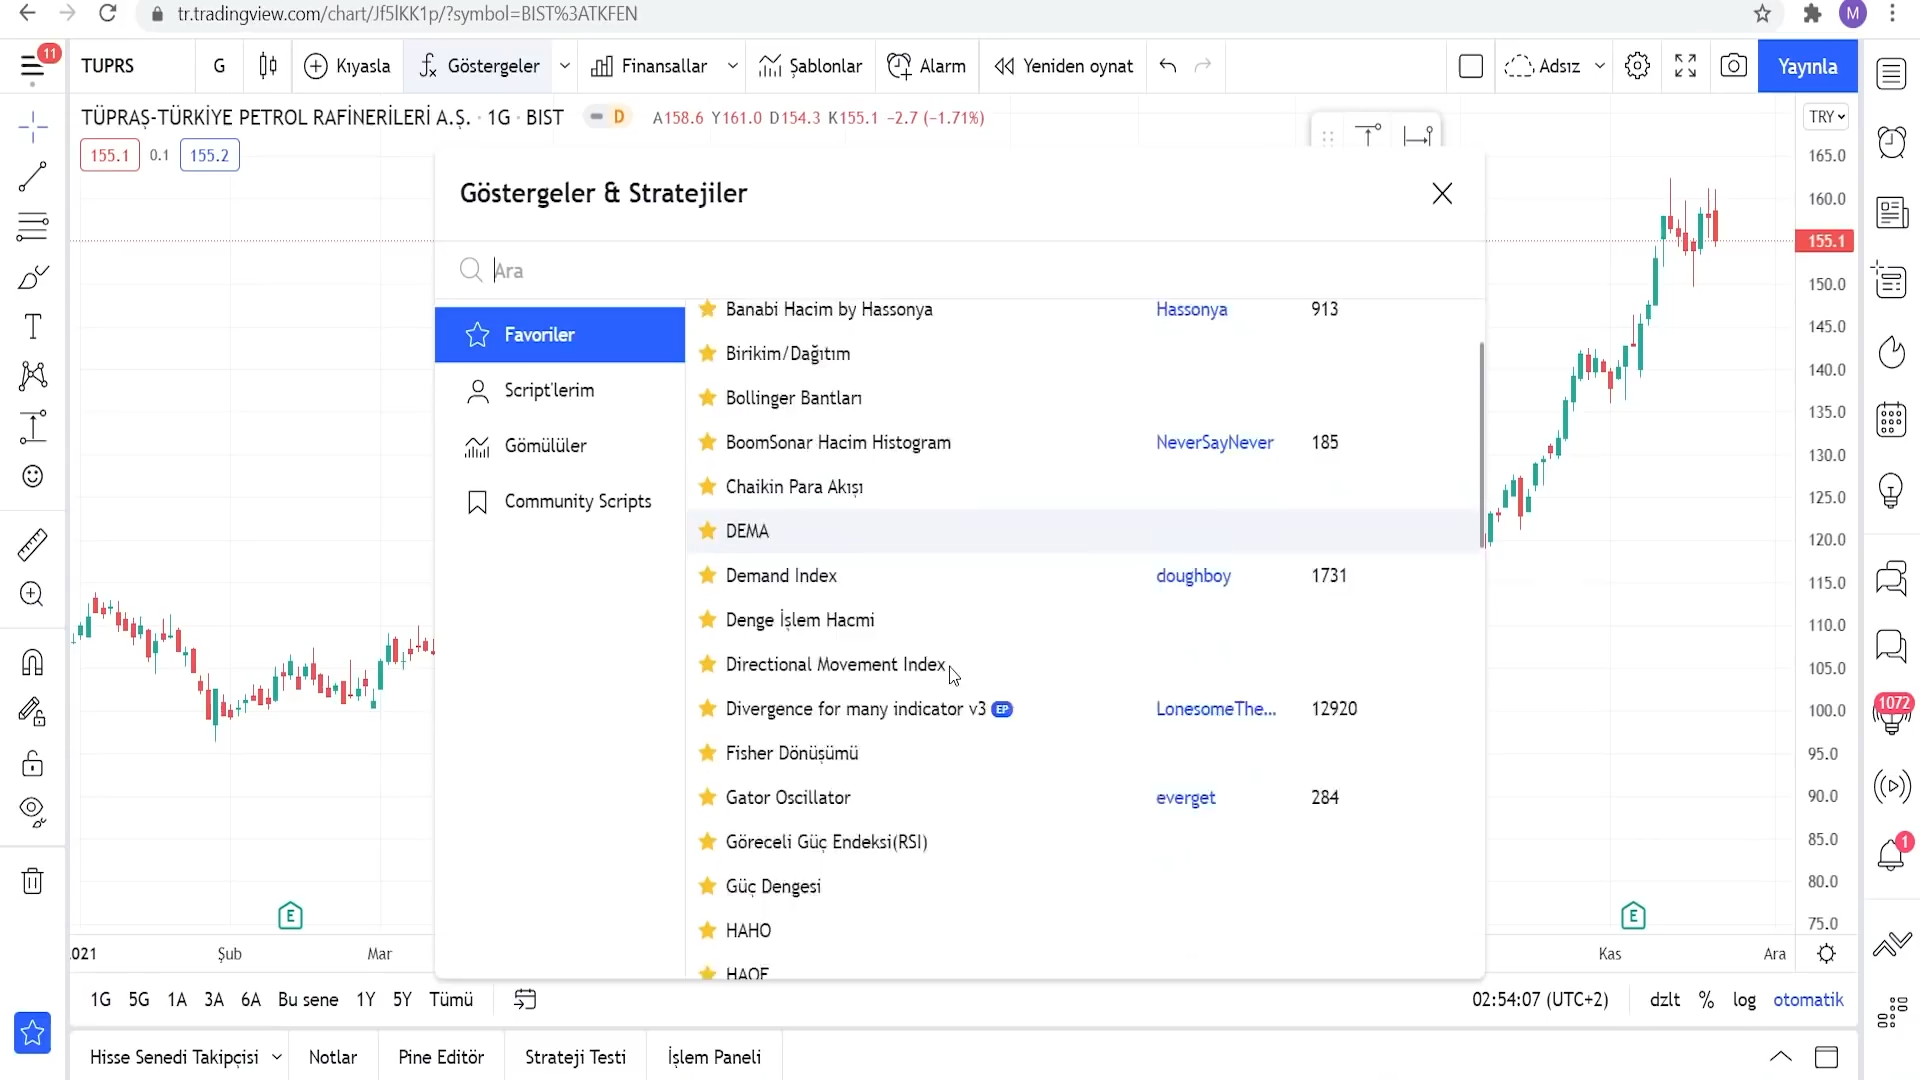 tr.tradingview.com/chart/Jf5lKK1p/?symbol=BIST%3ATKFEN
M
11
TUPRS
G
Kıyasla
Göstergeler
Finansallar
Şablonlar
Alarm
Yeniden oynat
Adsız
Yayınla
TÜPRAŞ-TÜRKİYE PETROL RAFİNERİLERİ A.Ş. · 1G · BIST
D
A158.6 Y161.0 D154.3 K155.1 −2.7 (−1.71%)
TRY
155.1
0.1
155.2
Göstergeler & Stratejiler
Ara
Favoriler
Script'lerim
Gömülüler
Community Scripts
Banabi Hacim by Hassonya Hassonya 913
Birikim/Dağıtım
Bollinger Bantları
BoomSonar Hacim Histogram NeverSayNever 185
Chaikin Para Akışı
DEMA
Demand Index doughboy 1731
Denge İşlem Hacmi
Directional Movement Index
Divergence for many indicator v3 EP LonesomeThe... 12920
Fisher Dönüşümü
Gator Oscillator everget 284
Göreceli Güç Endeksi(RSI)
Güç Dengesi
HAHO
165.0
160.0
155.1
150.0
145.0
140.0
135.0
130.0
125.0
120.0
115.0
110.0
105.0
100.0
95.0
90.0
85.0
80.0
75.0
1072
1
E
E
Şub
Mar
Kas
Ara
1G 5G 1A 3A 6A Bu sene 1Y 5Y Tümü
02:54:07 (UTC+2)
dzlt % log otomatik
Hisse Senedi Takipçisi
Notlar
Pine Editör
Strateji Testi
İşlem Paneli